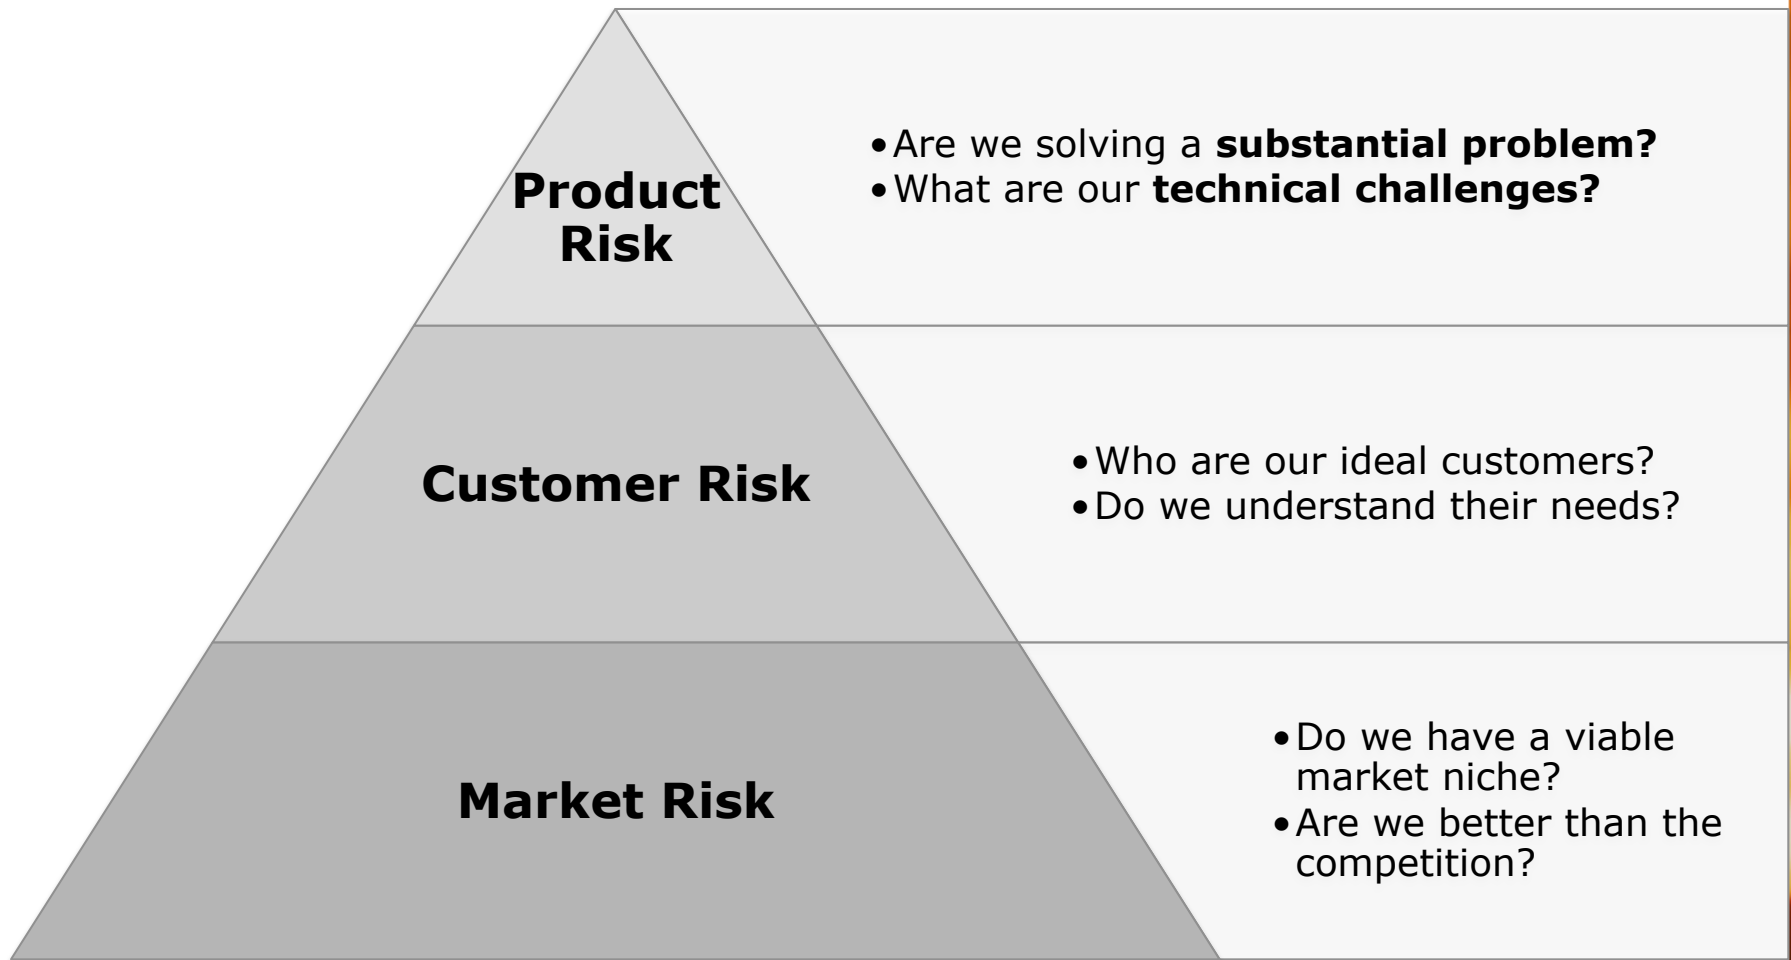 Product
Risk
•Are we solving a substantial problem?
•What are our technical challenges?
Customer Risk
•Who are our ideal customers?
•Do we understand their needs?
Market Risk
•Do we have a viable
market niche?
•Are we better than the
competition?